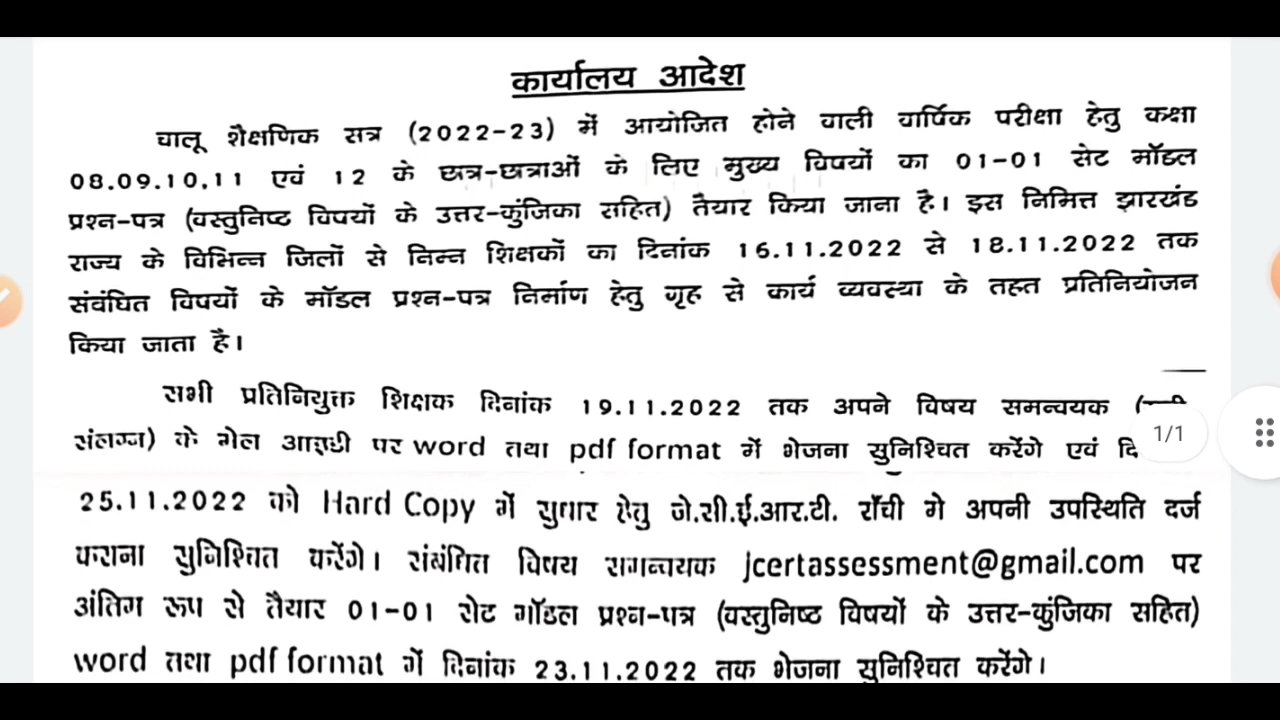 कार्यालय आदेश
चालू शैक्षणिक सत्र (2022-23) में आयोजित होने वाली वार्षिक परीक्षा हेतु कक्षा
08.09.10,11 एवं 12 के छात्र-छात्राओं के लिए मुख्य विषयों का 01-01 सेट मॉडल
प्रश्न-पत्र (वस्तुनिष्ठ विषयों के उत्तर-कुंजिका सहित) तैयार किया जाना है। इस निमित्त झारखंड
राज्य के विभिन्न जिलों से निम्न शिक्षकों का दिनांक 16.11.2022 से 18.11.2022 तक
संबंधित विषयों के मॉडल प्रश्न-पत्र निर्माण हेतु गृह से कार्य व्यवस्था के तहत प्रतिनियोजन
किया जाता है।
सभी प्रतिनियुक्त शिक्षक दिनांक 19.11.2022 तक अपने विषय समन्वयक
संलग्न) के मेल आइडी पर word तथा pdf format में भेजना सुनिश्चित करेंगे एवं
1/1
25.11.2022 को Hard Copy में सुधार हेतु जे.सी.ई.आर.टी. राँची मे अपनी उपस्थिति दर्ज
कराना सुनिश्चित करेंगे। संबंधित विषय समन्वयक jcertassessment@gmail.com पर
अंतिम रूप से तैयार 01-01 सेट मॉडल प्रश्न-पत्र (वस्तुनिष्ट विषयों के उत्तर-कुंजिका सहित)
word तथा pdf format में दिनांक 23.11.2022 तक भेजना सुनिश्चित करेंगे।